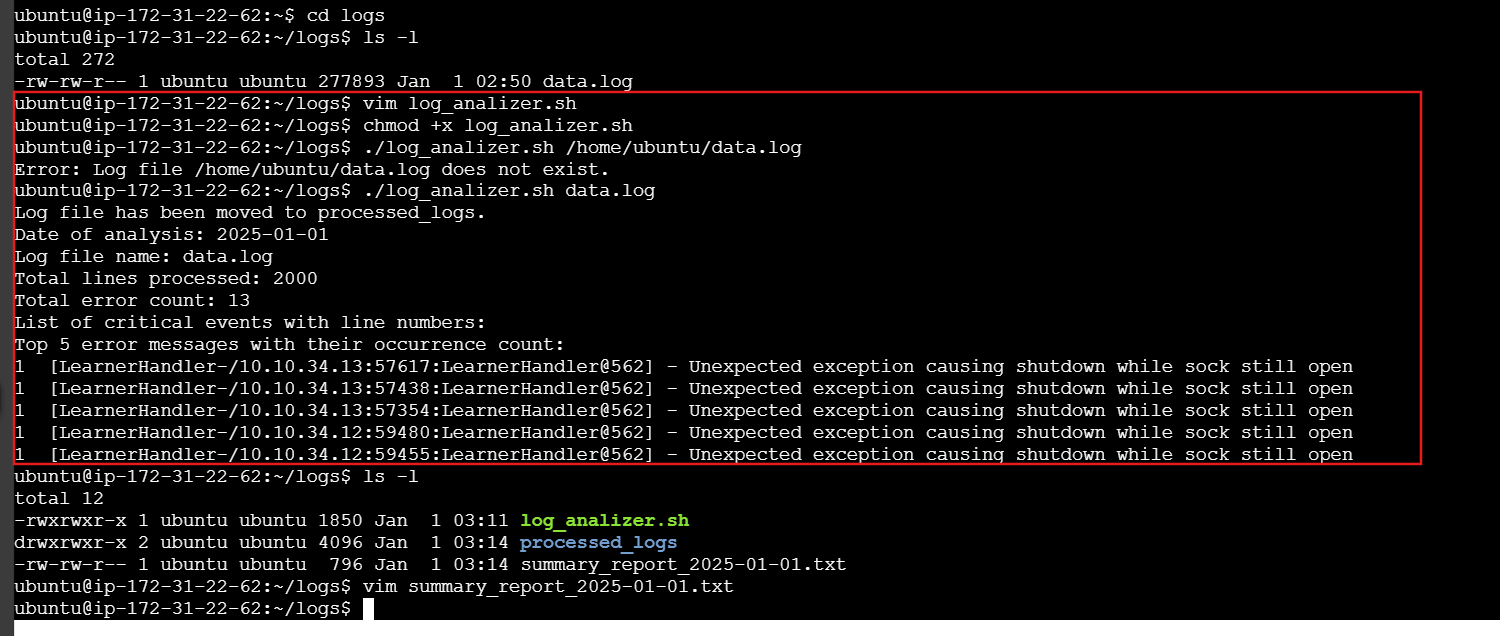 ubuntu@ip-172-31-22-62:~$ cd logs
ubuntu@ip-172-31-22-62:~/logs$ ls -l
total 272
-rw-rw-r-- 1 ubuntu ubuntu 277893 Jan  1 02:50 data.log
ubuntu@ip-172-31-22-62:~/logs$ vim log_analizer.sh
ubuntu@ip-172-31-22-62:~/logs$ chmod +x log_analizer.sh
ubuntu@ip-172-31-22-62:~/logs$ ./log_analizer.sh /home/ubuntu/data.log
Error: Log file /home/ubuntu/data.log does not exist.
ubuntu@ip-172-31-22-62:~/logs$ ./log_analizer.sh data.log
Log file has been moved to processed_logs.
Date of analysis: 2025-01-01
Log file name: data.log
Total lines processed: 2000
Total error count: 13
List of critical events with line numbers:
Top 5 error messages with their occurrence count:
1  [LearnerHandler-/10.10.34.13:57617:LearnerHandler@562] - Unexpected exception causing shutdown while sock still open
1  [LearnerHandler-/10.10.34.13:57438:LearnerHandler@562] - Unexpected exception causing shutdown while sock still open
1  [LearnerHandler-/10.10.34.13:57354:LearnerHandler@562] - Unexpected exception causing shutdown while sock still open
1  [LearnerHandler-/10.10.34.12:59480:LearnerHandler@562] - Unexpected exception causing shutdown while sock still open
1  [LearnerHandler-/10.10.34.12:59455:LearnerHandler@562] - Unexpected exception causing shutdown while sock still open
ubuntu@ip-172-31-22-62:~/logs$ ls -l
total 12
-rwxrwxr-x 1 ubuntu ubuntu 1850 Jan  1 03:11 log_analizer.sh
drwxrwxr-x 2 ubuntu ubuntu 4096 Jan  1 03:14 processed_logs
-rw-rw-r-- 1 ubuntu ubuntu  796 Jan  1 03:14 summary_report_2025-01-01.txt
ubuntu@ip-172-31-22-62:~/logs$ vim summary_report_2025-01-01.txt
ubuntu@ip-172-31-22-62:~/logs$